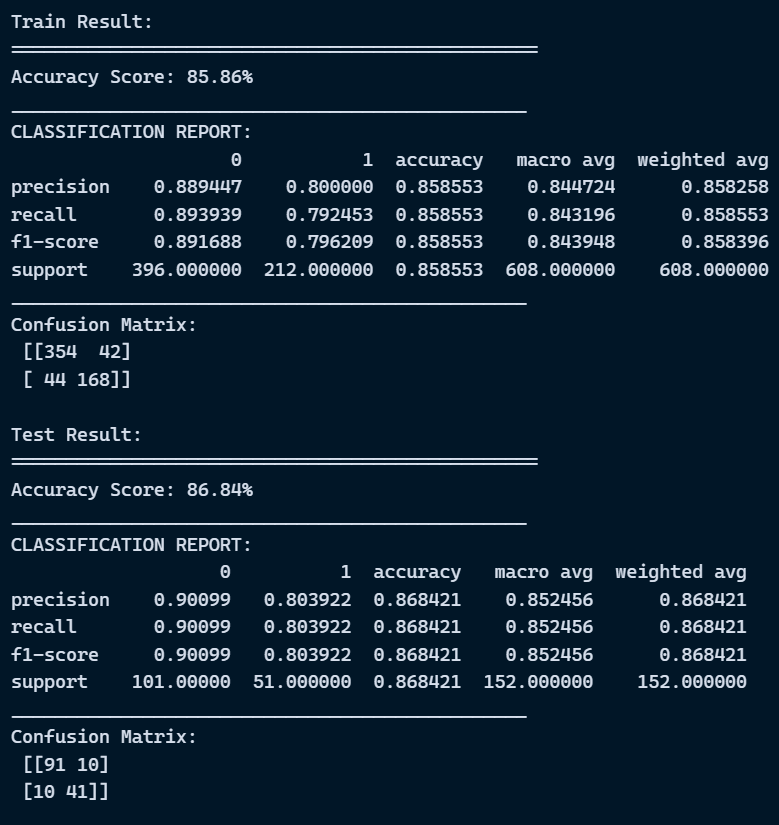 Train Result:
================================================
Accuracy Score: 85.86%
_______________________________________________
CLASSIFICATION REPORT:
                    0           1  accuracy   macro avg  weighted avg
precision    0.889447    0.800000  0.858553    0.844724      0.858258
recall       0.893939    0.792453  0.858553    0.843196      0.858553
f1-score     0.891688    0.796209  0.858553    0.843948      0.858396
support    396.000000  212.000000  0.858553  608.000000    608.000000
_______________________________________________
Confusion Matrix:
 [[354  42]
 [ 44 168]]

Test Result:
================================================
Accuracy Score: 86.84%
_______________________________________________
CLASSIFICATION REPORT:
                   0          1  accuracy   macro avg  weighted avg
precision    0.90099   0.803922  0.868421    0.852456      0.868421
recall       0.90099   0.803922  0.868421    0.852456      0.868421
f1-score     0.90099   0.803922  0.868421    0.852456      0.868421
support    101.00000  51.000000  0.868421  152.000000    152.000000
_______________________________________________
Confusion Matrix:
 [[91 10]
 [10 41]]